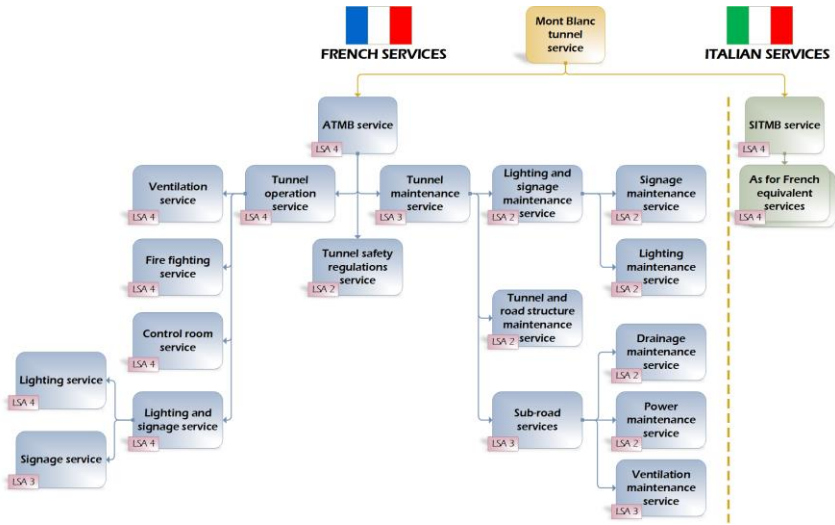 FRENCH SERVICES
Mont Blanc
tunnel
service
LSA 4
ITALIAN SERVICES
ATMB service
LSA 4
SITMB service
LSA 4
Ventilation
service
LSA 4
Tunnel
operation
service
LSA 4
Tunnel
maintenance
service
LSA 3
Lighting and
signage
maintenance
service
LSA 2
Signage
maintenance
service
LSA 2
As for French
equivalent
services
LSA 4
Fire fighting
service
LSA 4
Tunnel safety
regulations
service
LSA 2
Lighting
maintenance
service
LSA 2
Control room
service
LSA 4
Tunnel and
road structure
maintenance
service
LSA 2
Drainage
maintenance
service
LSA 2
Lighting service
LSA 4
Lighting and
signage service
LSA 4
Sub-road
services
LSA 3
Power
maintenance
service
LSA 2
Signage service
LSA 3
Ventilation
maintenance
service
LSA 3